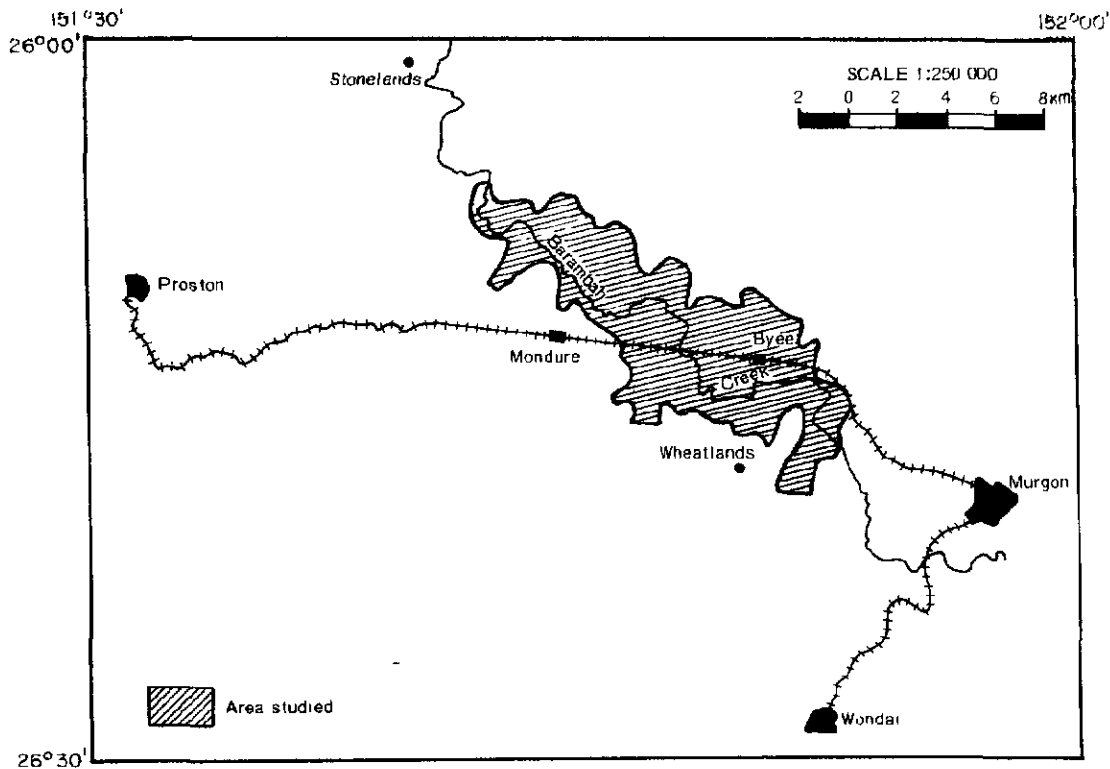 151°30'
152°00'
26°00'
Stonelands
SCALE 1:250 000
2 0 2 4 6 8km
Barambah
Proston
Byee
Mondure
Creek
Wheatlands
Murgon
Area studied
Wondai
26°30'